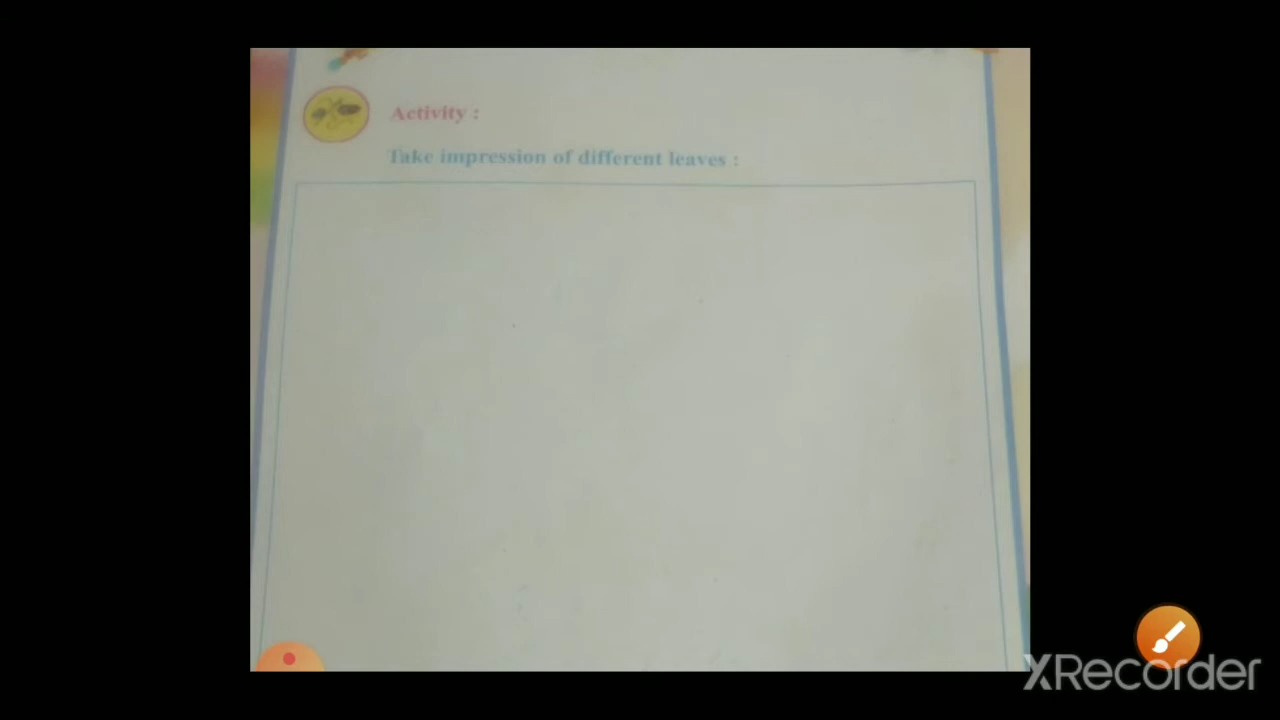 Activity :
Take impression of different leaves :
XRecorder